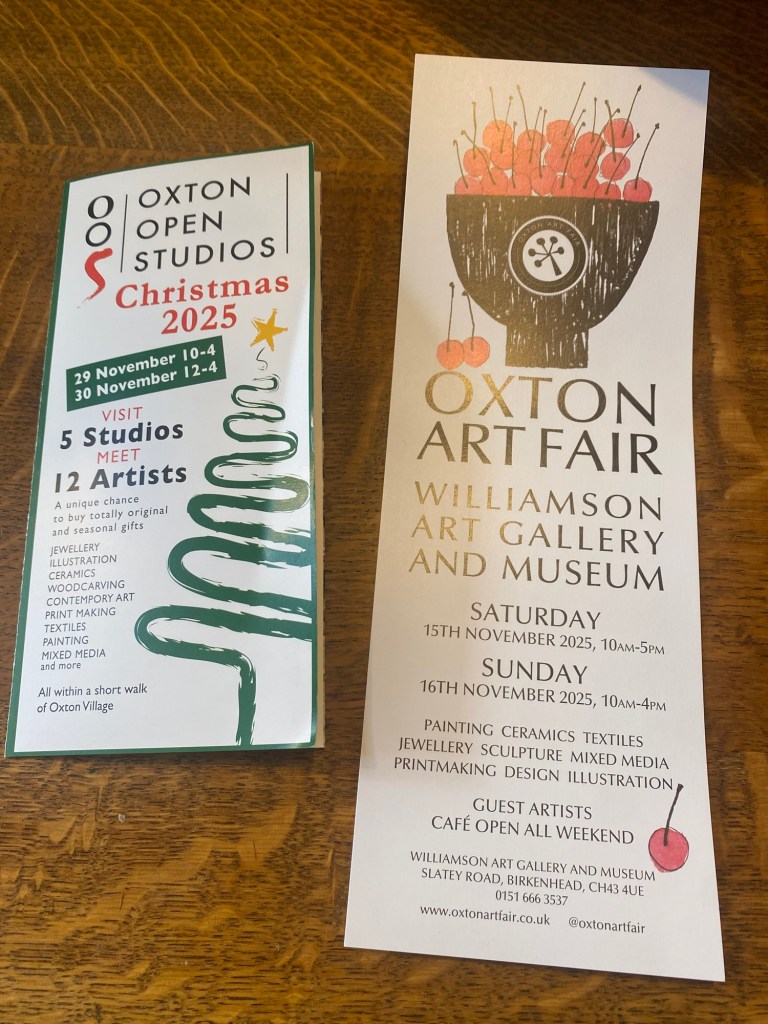 OOS
OXTON
OPEN
STUDIOS
Christmas
2025
29 November 10-4
30 November 12-4
VISIT
5 Studios
MEET
12 Artists
A unique chance
to buy totally original
and seasonal gifts
JEWELLERY
ILLUSTRATION
CERAMICS
WOODCARVING
CONTEMPORY ART
PRINT MAKING
TEXTILES
PAINTING
MIXED MEDIA
and more
All within a short walk
of Oxton Village
OXTON ART FAIR
OXTON
ART FAIR
WILLIAMSON
ART GALLERY
AND MUSEUM
SATURDAY
15TH NOVEMBER 2025, 10AM-5PM
SUNDAY
16TH NOVEMBER 2025, 10AM-4PM
PAINTING CERAMICS TEXTILES
JEWELLERY SCULPTURE MIXED MEDIA
PRINTMAKING DESIGN ILLUSTRATION
GUEST ARTISTS
CAFÉ OPEN ALL WEEKEND
WILLIAMSON ART GALLERY AND MUSEUM
SLATEY ROAD, BIRKENHEAD, CH43 4UE
0151 666 3537
www.oxtonartfair.co.uk @oxtonartfair